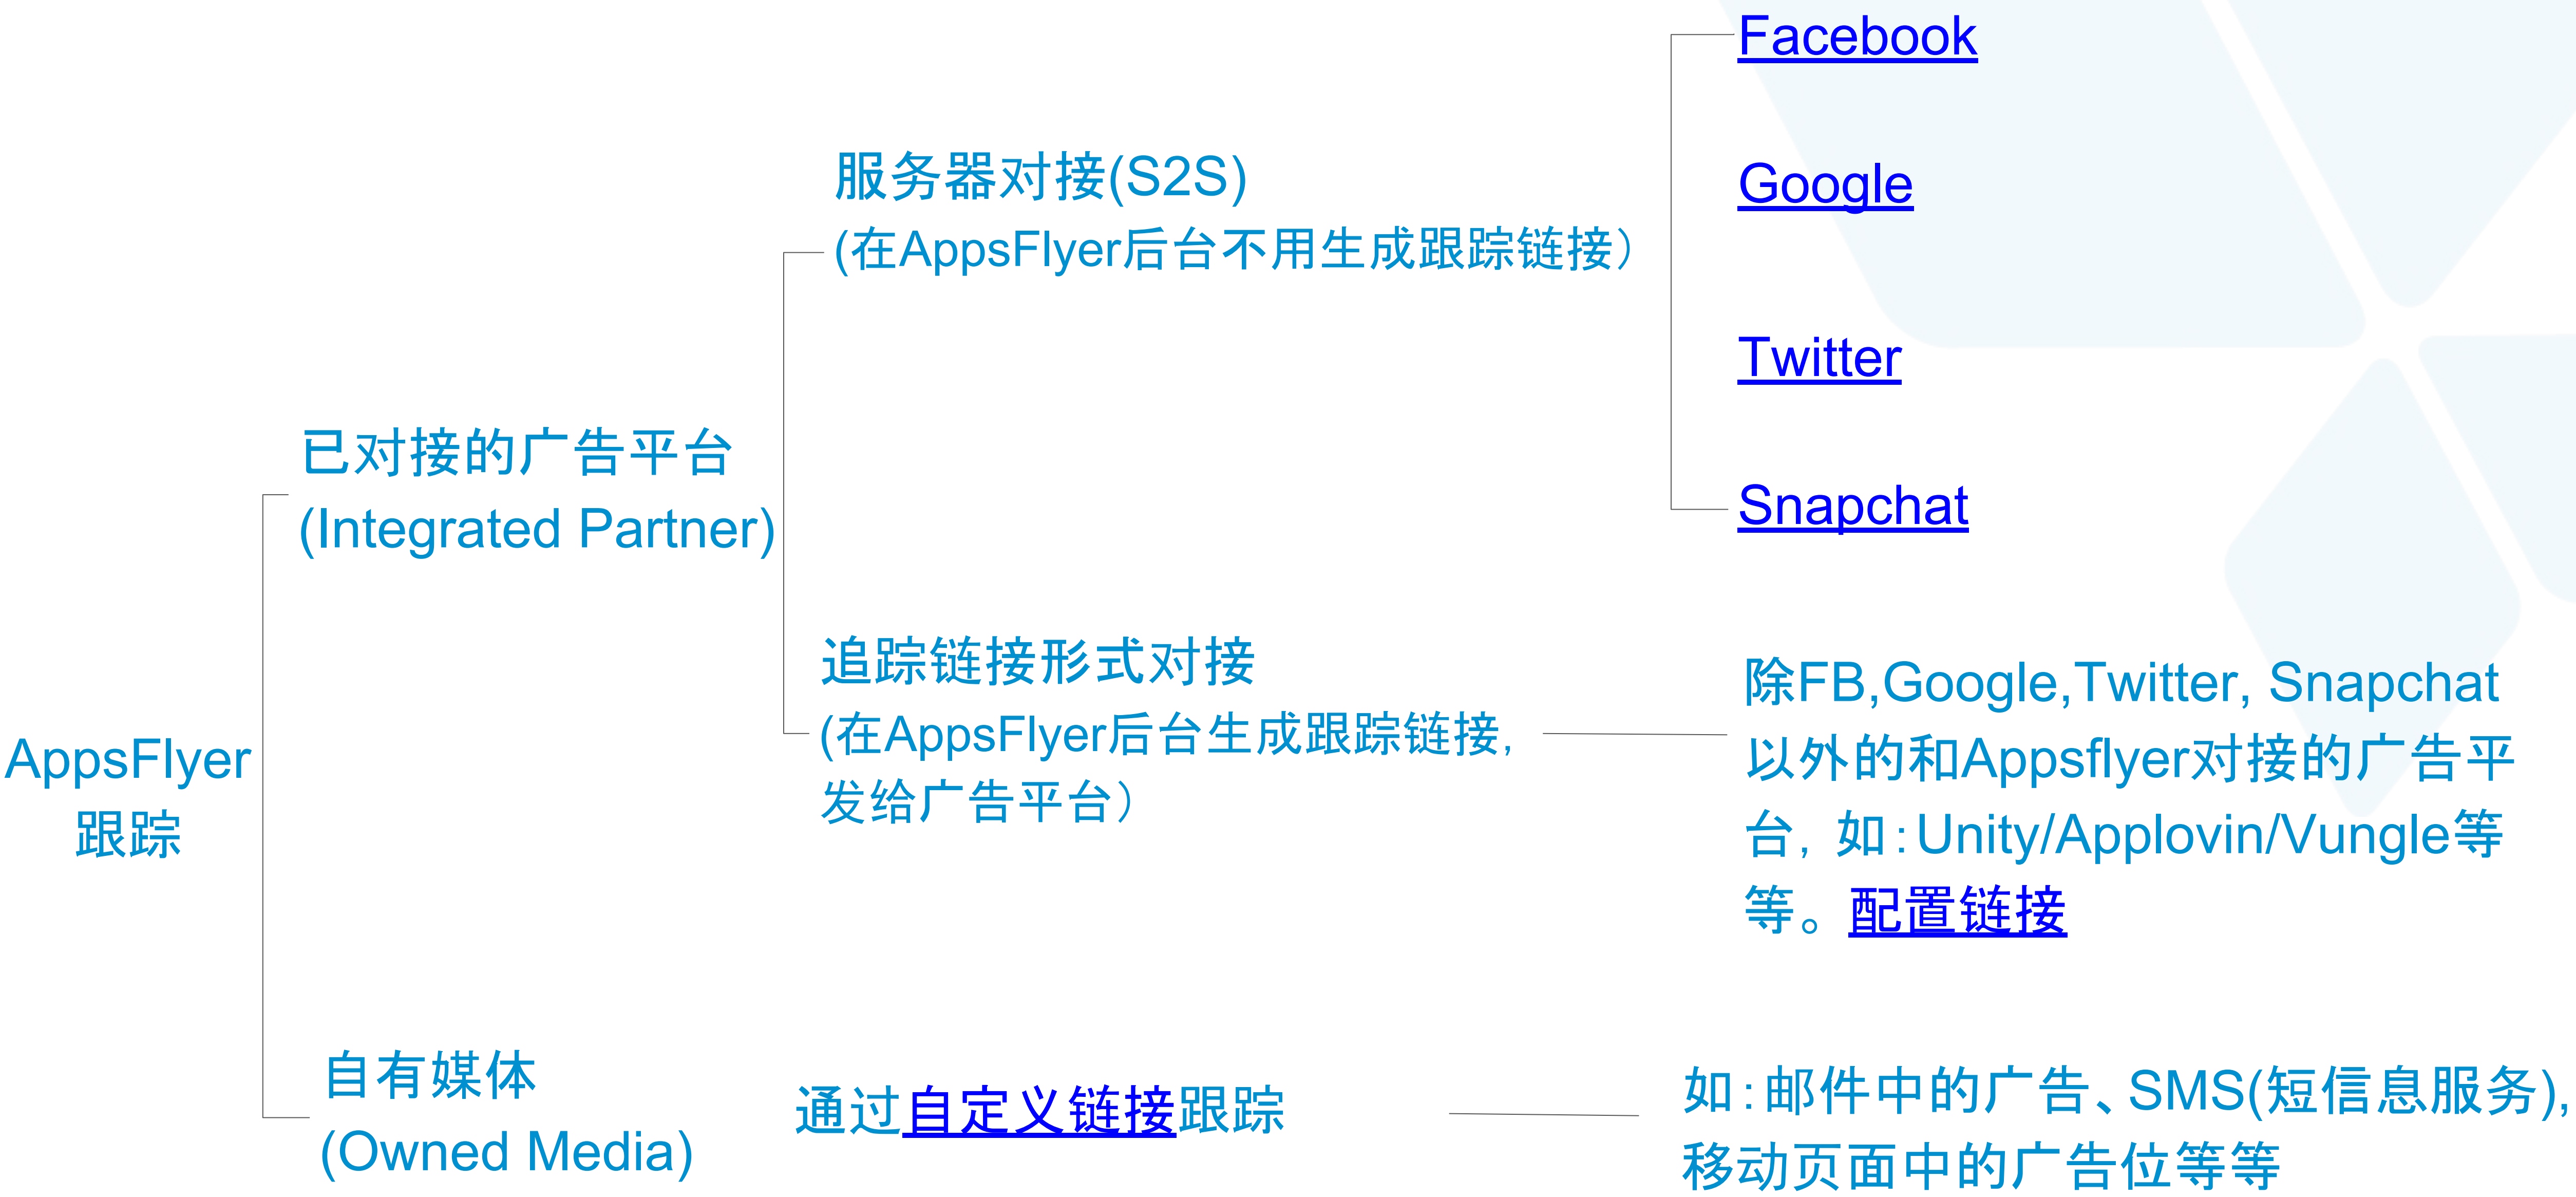 AppsFlyer
跟踪
已对接的广告平台
(Integrated Partner)
服务器对接(S2S)
(在AppsFlyer后台不用生成跟踪链接）
Facebook
Google
Twitter
Snapchat
追踪链接形式对接
(在AppsFlyer后台生成跟踪链接,
发给广告平台）
除FB,Google,Twitter, Snapchat
以外的和Appsflyer对接的广告平
台，如：Unity/Applovin/Vungle等
等。配置链接
自有媒体
(Owned Media)
通过自定义链接跟踪
如：邮件中的广告、SMS(短信息服务),
移动页面中的广告位等等